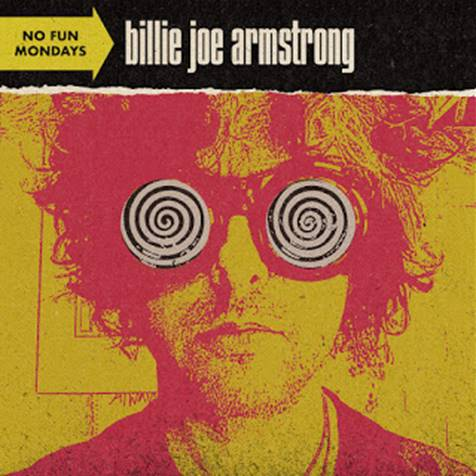 NO FUN
MONDAYS
billie joe armstrong